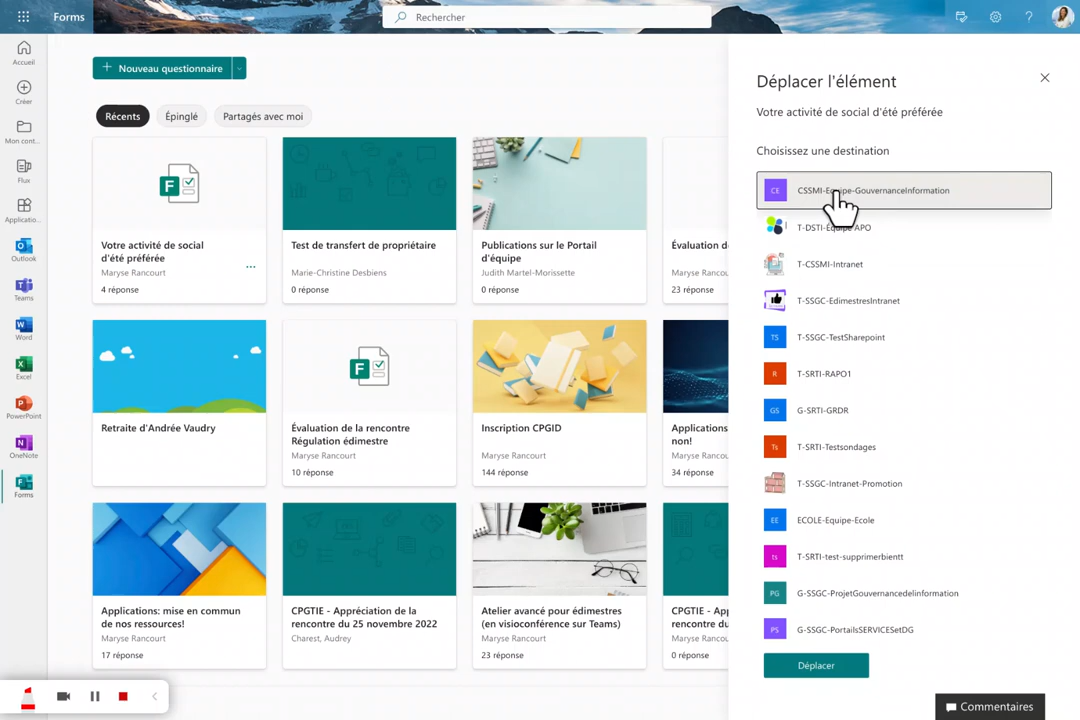 Forms
Rechercher
Accueil
Créer
Mon cont...
Flux
Applicatio...
Outlook
Teams
Word
Excel
PowerPoint
OneNote
Forms
Nouveau questionnaire
Récents
Épinglé
Partagés avec moi
Votre activité de social
d'été préférée
Maryse Rancourt
4 réponse
Test de transfert de propriétaire
Marie-Christine Desbiens
0 réponse
Publications sur le Portail
d'équipe
Judith Martel-Morissette
0 réponse
Évaluation de
Maryse Rancou
23 réponse
Retraite d'Andrée Vaudry
Évaluation de la rencontre
Régulation édimestre
Maryse Rancourt
10 réponse
Inscription CPGID
Maryse Rancourt
144 réponse
Applications
non!
Maryse Rancou
34 réponse
Applications: mise en commun
de nos ressources!
Maryse Rancourt
17 réponse
CPGTIE - Appréciation de la
rencontre du 25 novembre 2022
Charest, Audrey
Atelier avancé pour édimestres
(en visioconférence sur Teams)
Maryse Rancourt
23 réponse
CPGTIE - App
rencontre du
Maryse Rancou
0 réponse
Déplacer l'élément
Votre activité de social d'été préférée
Choisissez une destination
CE CSSMI-Equipe-GouvernanceInformation
T-DSTI-Équipe APO
T-CSSMI-Intranet
T-SSGC-EdimestresIntranet
TS T-SSGC-TestSharepoint
R T-SRTI-RAPO1
GS G-SRTI-GRDR
Ts T-SRTI-Testsondages
T-SSGC-Intranet-Promotion
EE ECOLE-Equipe-Ecole
ts T-SRTI-test-supprimerbientt
PG G-SSGC-ProjetGouvernancedelinformation
PS G-SSGC-PortailsSERVICESetDG
Déplacer
Commentaires